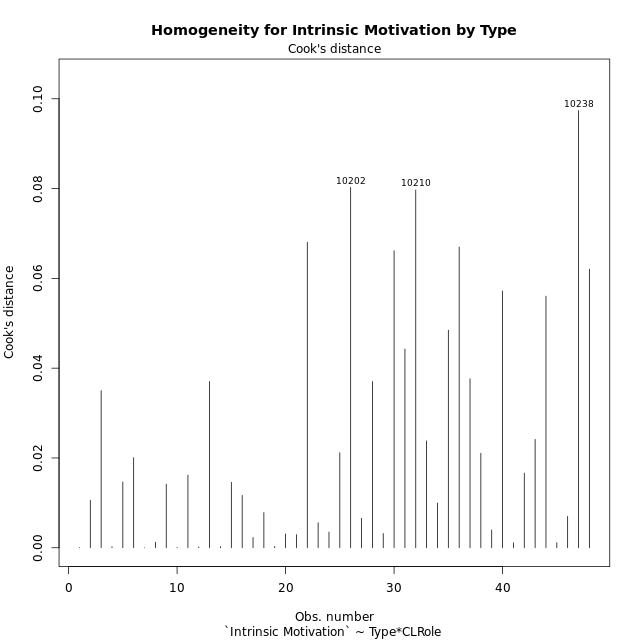 Homogeneity for Intrinsic Motivation by Type
Cook's distance
10238
10202
10210
Cook's distance
0.10
0.08
0.06
0.04
0.02
0.00
0 10 20 30 40
Obs. number
`Intrinsic Motivation` ~ Type*CLRole